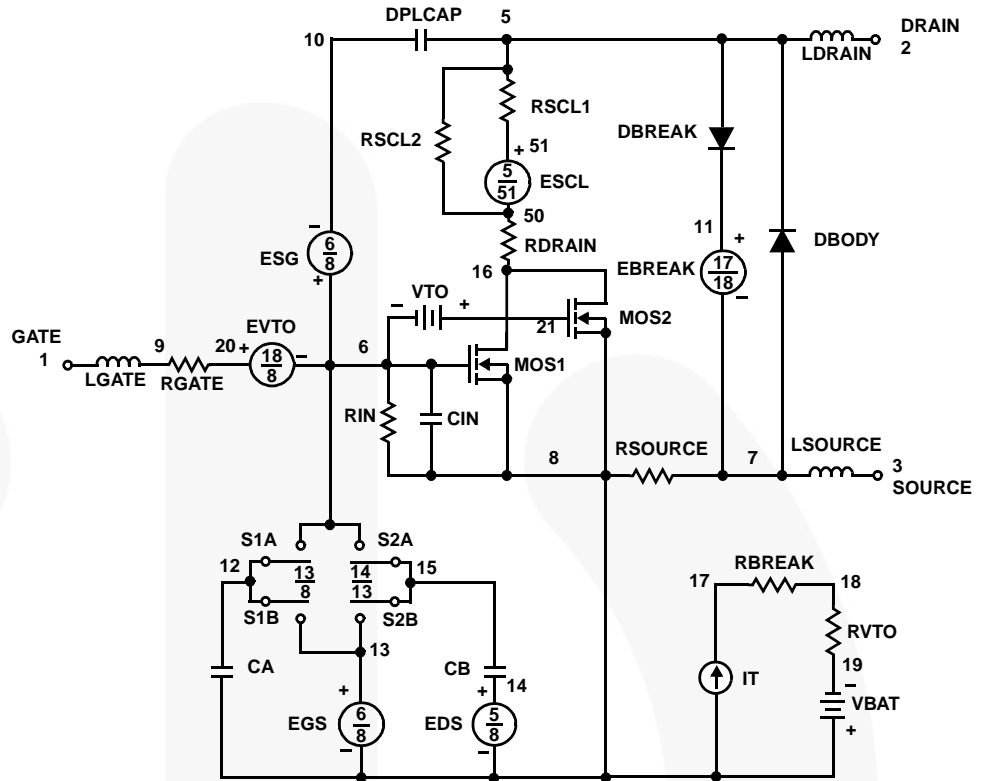 DPLCAP 5 DRAIN
10 2
LDRAIN
RSCL1
RSCL2 DBREAK
+ 51
5
51 ESCL
50
- 11 +
6
8 ESG
+
RDRAIN DBODY
16 EBREAK 17
18
-
- VTO +
21 MOS2
GATE
1 9 20 + EVTO
18
8 - 6
LGATE RGATE
MOS1
RIN CIN
8 RSOURCE 7 LSOURCE 3
SOURCE
S1A S2A
12 13
8 14
13 15
S1B S2B
13
RBREAK
17 18
RVTO
19
CA CB
14
+ +
EGS 6
8 EDS 5
8
- -
IT
-
VBAT
+